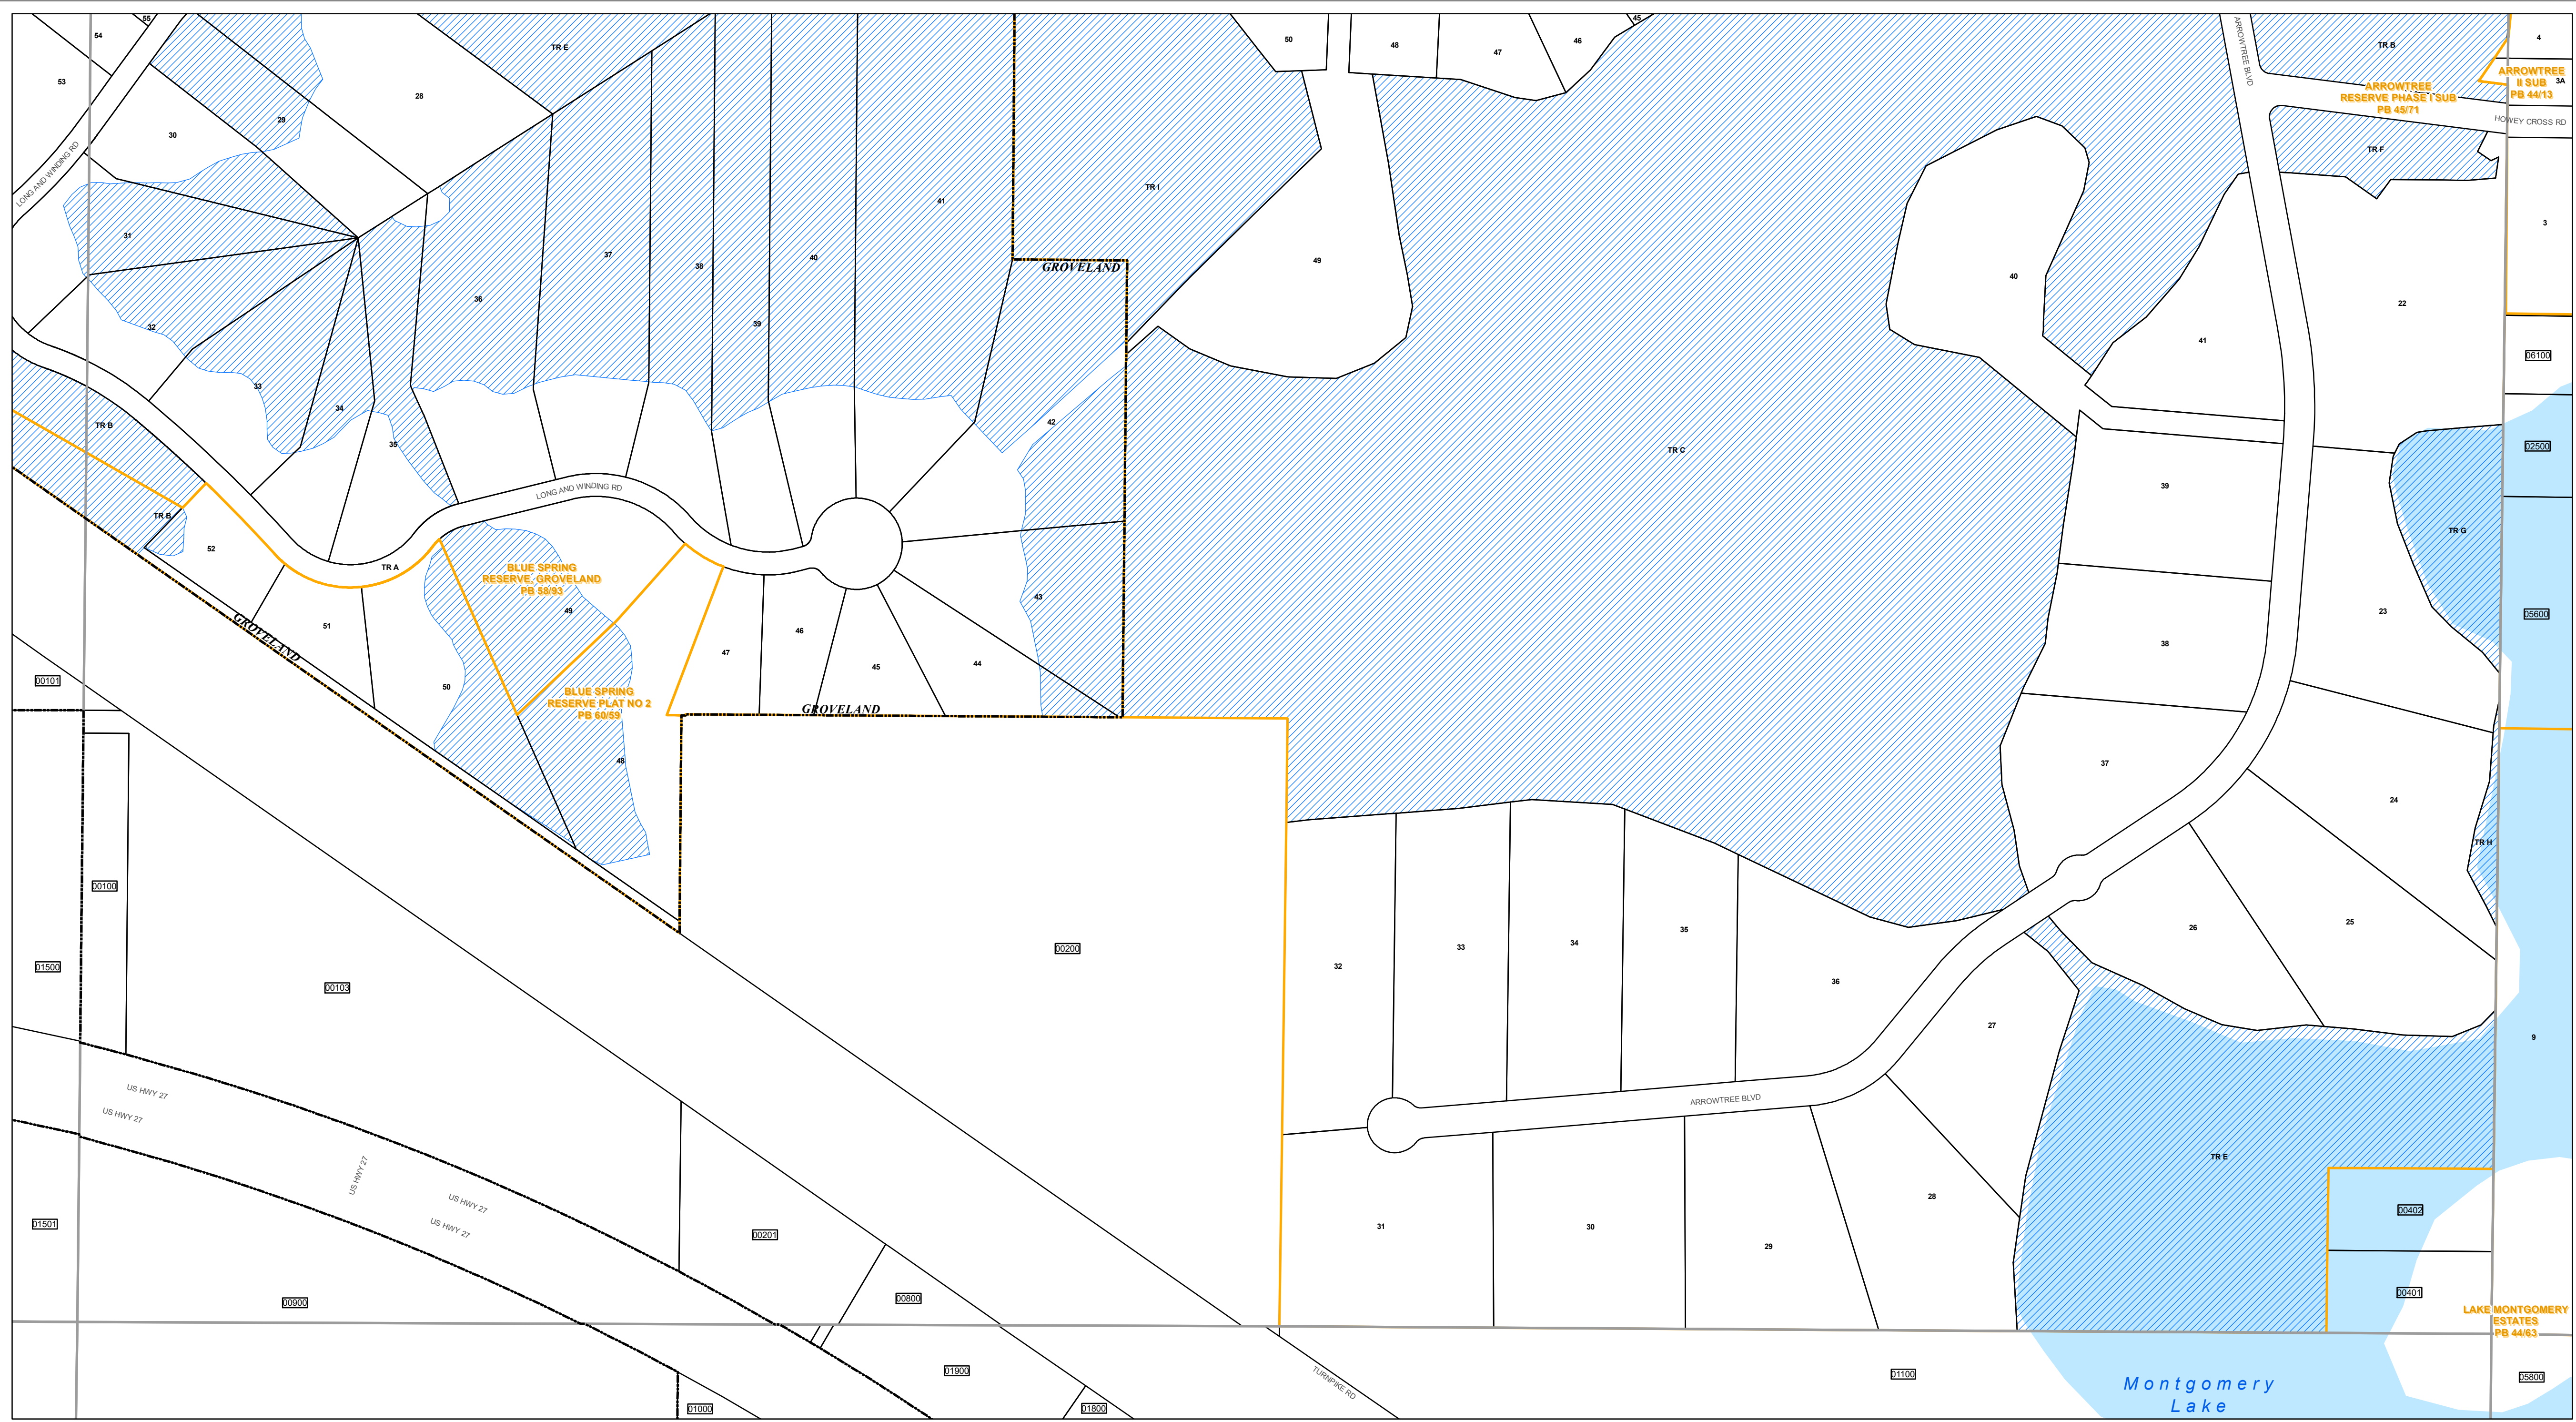 55
54
53
TR E
28
29
30
50
48
47
46
45
ARROWTREE BLVD
TR B
4
ARROWTREE
II SUB
PB 44/13
3A
ARROWTREE
RESERVE PHASE I SUB
PB 45/71
HOWEY CROSS RD
TR F
LONG AND WINDING RD
31
41
TR I
3
37
38
40
49
GROVELAND
40
22
36
32
39
41
06100
33
34
35
TR B
42
TR C
02500
39
LONG AND WINDING RD
TR B
52
TR A
TR G
BLUE SPRING
RESERVE, GROVELAND
PB 58/93
49
43
23
05600
GROVELAND
51
47
46
45
44
38
00101
50
BLUE SPRING
RESERVE PLAT NO 2
PB 60/59
GROVELAND
48
37
24
TR H
00100
00200
26
25
01500
00103
32
33
34
35
36
27
9
US HWY 27
US HWY 27
US HWY 27
US HWY 27
US HWY 27
ARROWTREE BLVD
TR E
01501
00201
31
30
29
28
00402
00900
00800
00401
LAKE MONTGOMERY
ESTATES
PB 44/63
01900
TURNPIKE RD
01100
05800
01000
01800
Montgomery
Lake